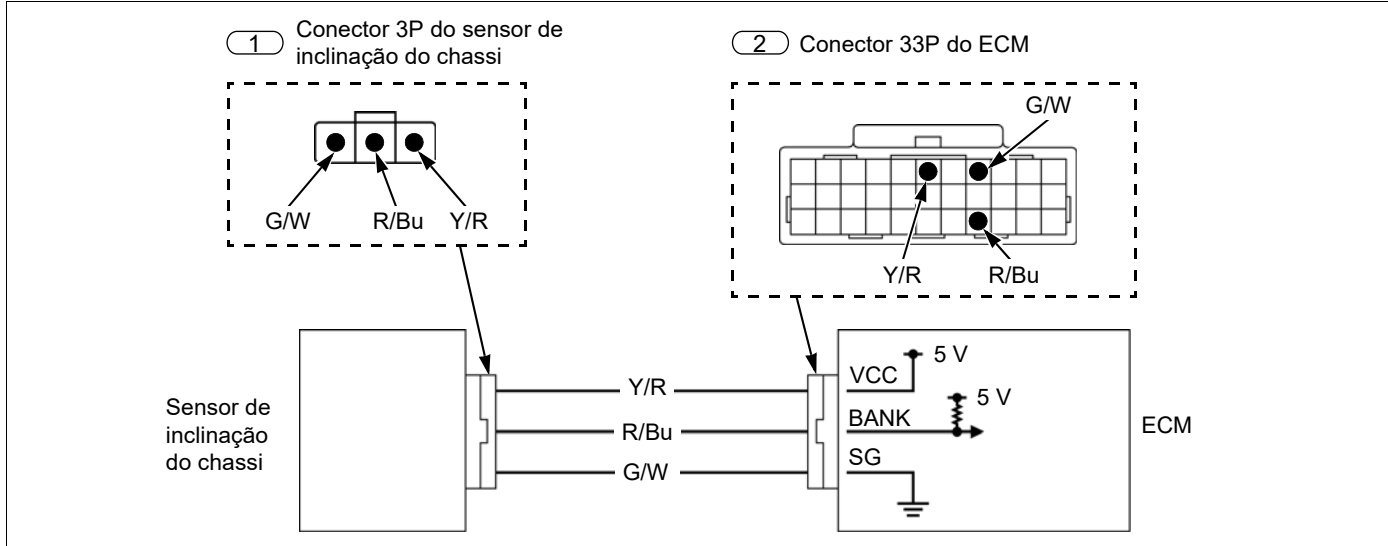 1 Conector 3P do sensor de
inclinação do chassi
2 Conector 33P do ECM
G/W
G/W R/Bu Y/R
Y/R R/Bu
Sensor de
inclinação
do chassi
Y/R
R/Bu
G/W
VCC 5 V
BANK 5 V
SG
ECM